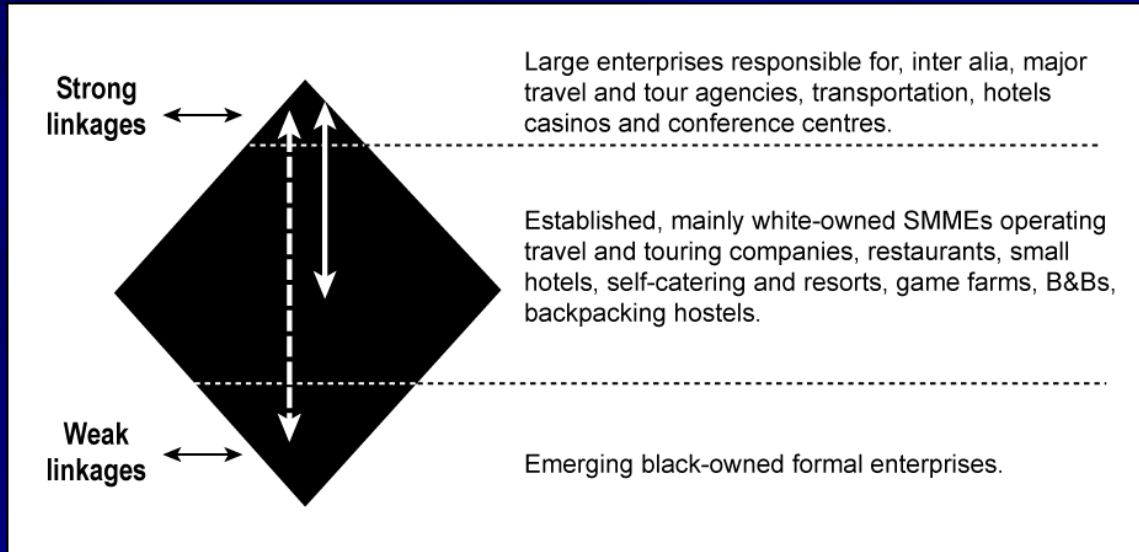 Strong
linkages
Large enterprises responsible for, inter alia, major
travel and tour agencies, transportation, hotels
casinos and conference centres.
Established, mainly white-owned SMMEs operating
travel and touring companies, restaurants, small
hotels, self-catering and resorts, game farms, B&Bs,
backpacking hostels.
Weak
linkages
Emerging black-owned formal enterprises.